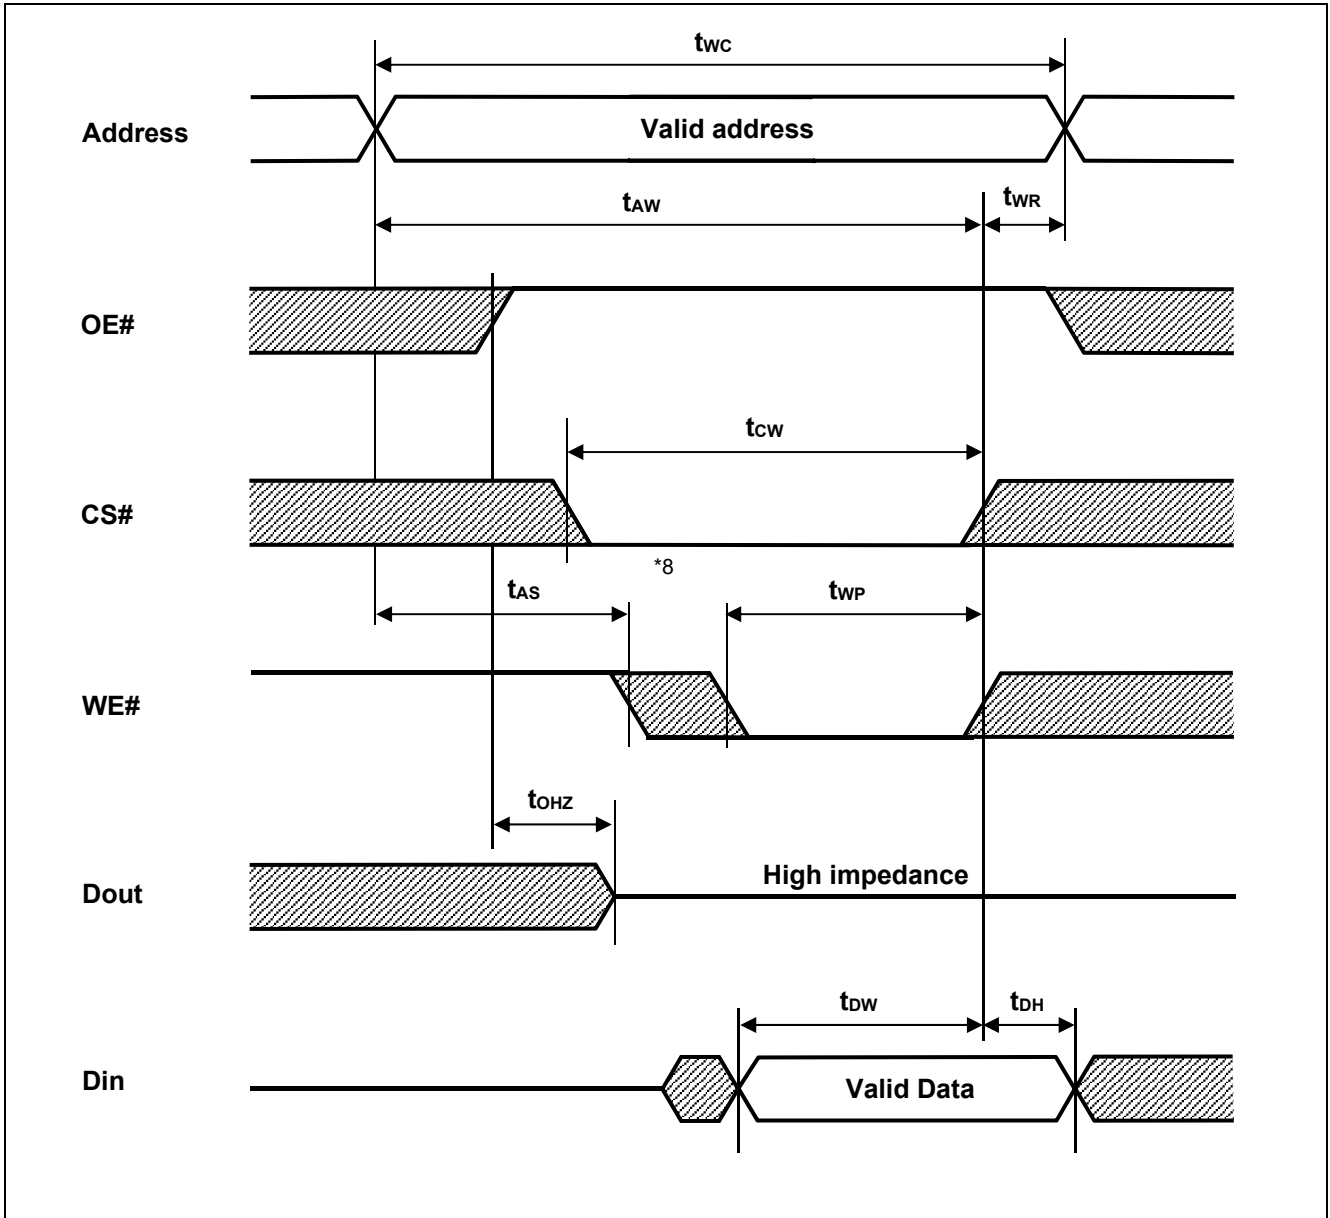 tWC
Address
Valid address
tAW
tWR
OE#
tCW
CS#
*8
tAS
tWP
WE#
tOHZ
High impedance
Dout
tDW
tDH
Din
Valid Data